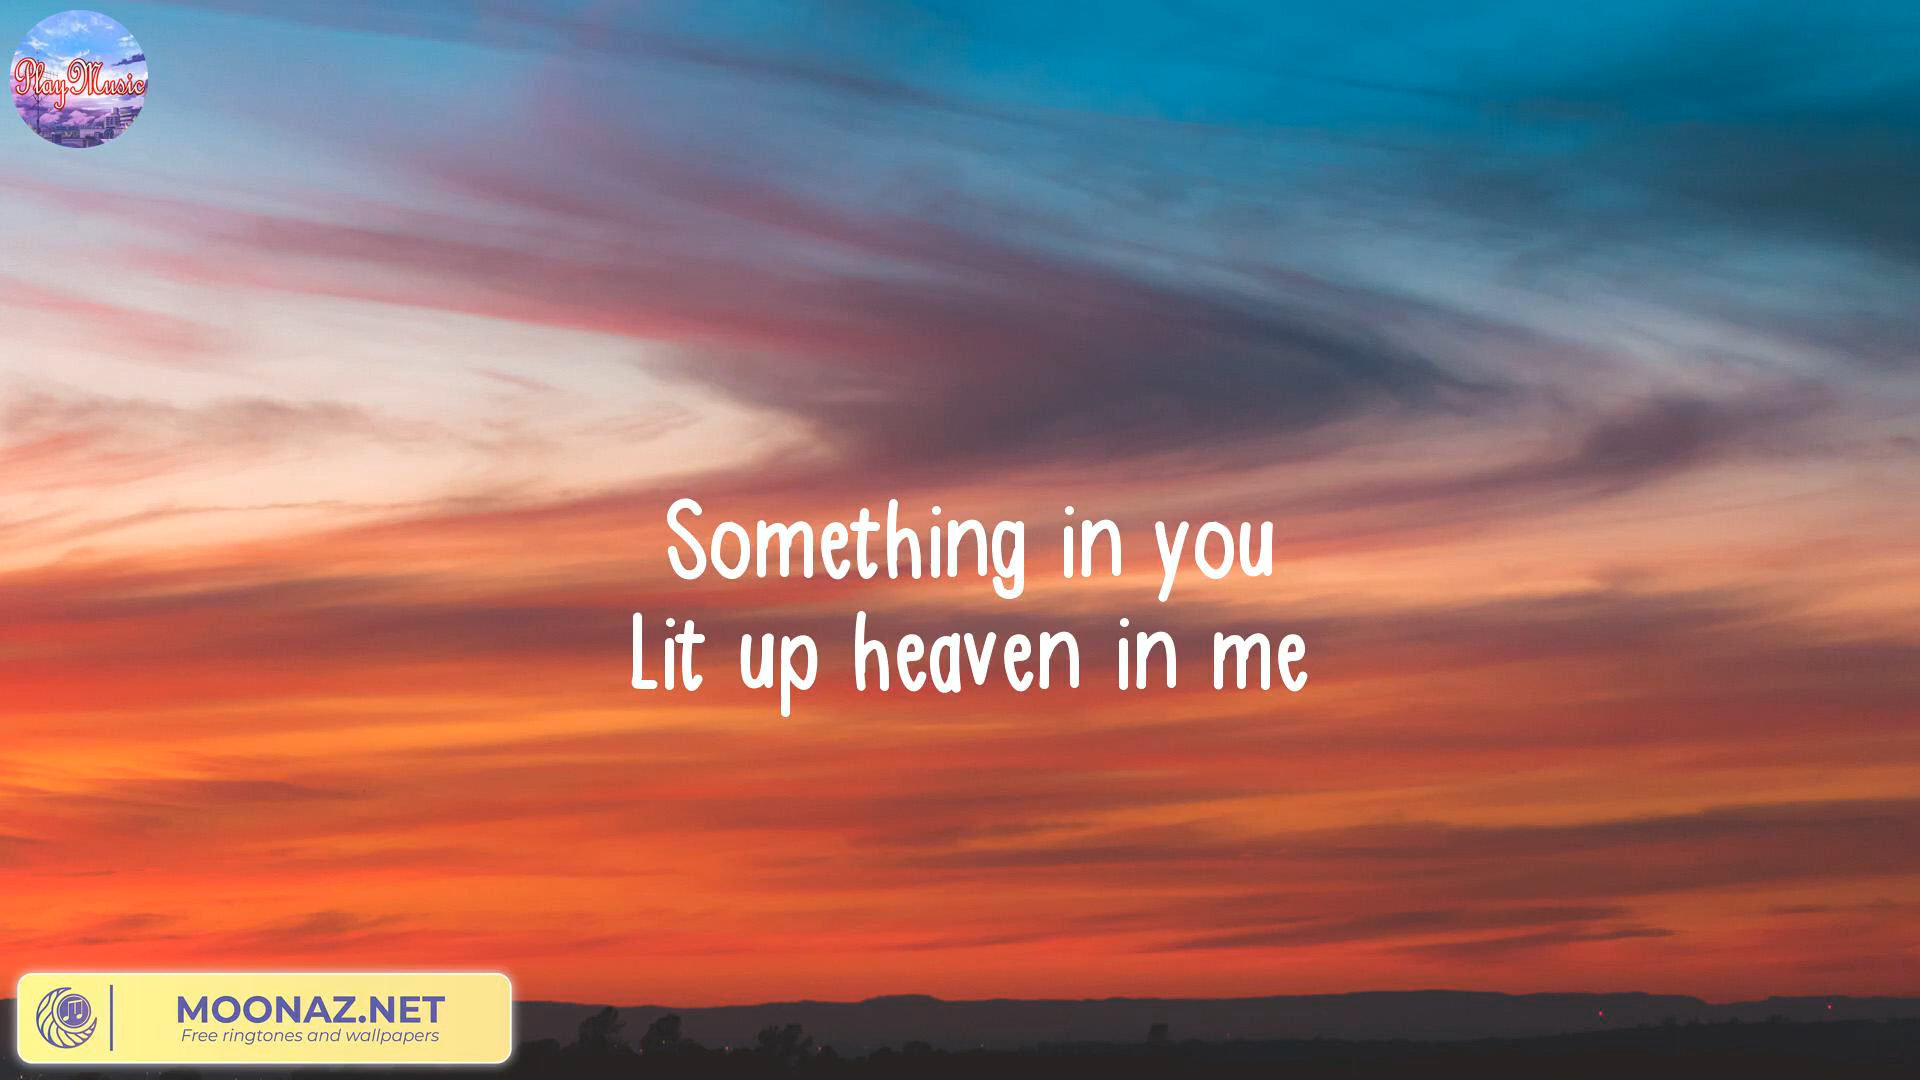 Play Music
Something in you
Lit up heaven in me
MOONAZ.NET
Free ringtones and wallpapers